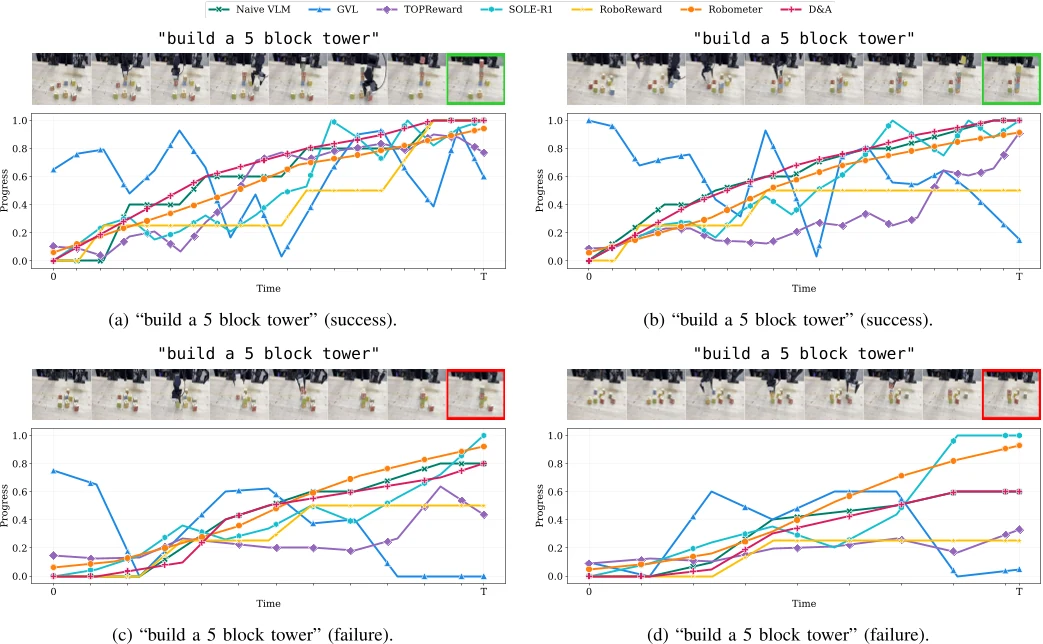 Naive VLM GVL TOPReward SOLE-R1 RoboReward Robometer D&A
"build a 5 block tower"
1.0
0.8
0.6
0.4
0.2
0.0
Progress
0 T
Time
(a) “build a 5 block tower” (success).
"build a 5 block tower"
1.0
0.8
0.6
0.4
0.2
0.0
Progress
0 T
Time
(b) “build a 5 block tower” (success).
"build a 5 block tower"
1.0
0.8
0.6
0.4
0.2
0.0
Progress
0 T
Time
(c) “build a 5 block tower” (failure).
"build a 5 block tower"
1.0
0.8
0.6
0.4
0.2
0.0
Progress
0 T
Time
(d) “build a 5 block tower” (failure).